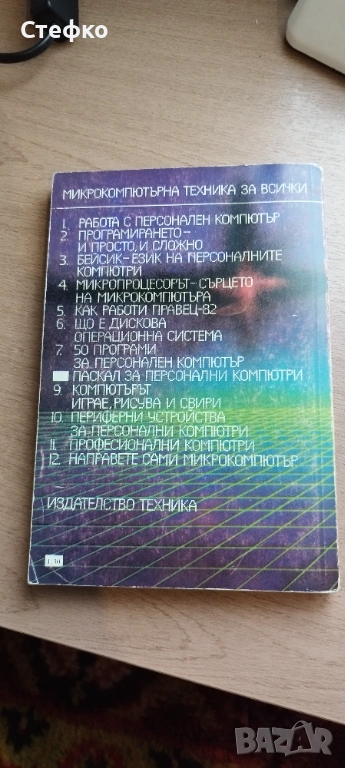 Стефко
МИКРОКОМПЮТЪРНА ТЕХНИКА ЗА ВСИЧКИ
1. РАБОТА С ПЕРСОНАЛЕН КОМПЮТЪР
2. ПРОГРАМИРАНЕТО-
И ПРОСТО, И СЛОЖНО
3. БЕЙСИК-ЕЗИК НА ПЕРСОНАЛНИТЕ
КОМПЮТРИ
4. МИКРОПРОЦЕСОРЪТ-СЪРЦЕТО
НА МИКРОКОМПЮТЪРА
5. КАК РАБОТИ ПРАВЕЦ-82
6. ЩО Е ДИСКОВА
ОПЕРАЦИОННА СИСТЕМА
7. 50 ПРОГРАМИ
ЗА ПЕРСОНАЛЕН КОМПЮТЪР
ПАСКАЛ ЗА ПЕРСОНАЛНИ КОМПЮТРИ
9. КОМПЮТЪРЪТ
ИГРАЕ, РИСУВА И СВИРИ
10. ПЕРИФЕРНИ УСТРОЙСТВА
ЗА ПЕРСОНАЛНИ КОМПЮТРИ
11. ПРОФЕСИОНАЛНИ КОМПЮТРИ
12. НАПРАВЕТЕ САМИ МИКРОКОМПЮТЪР
ИЗДАТЕЛСТВО ТЕХНИКА
BAZAR